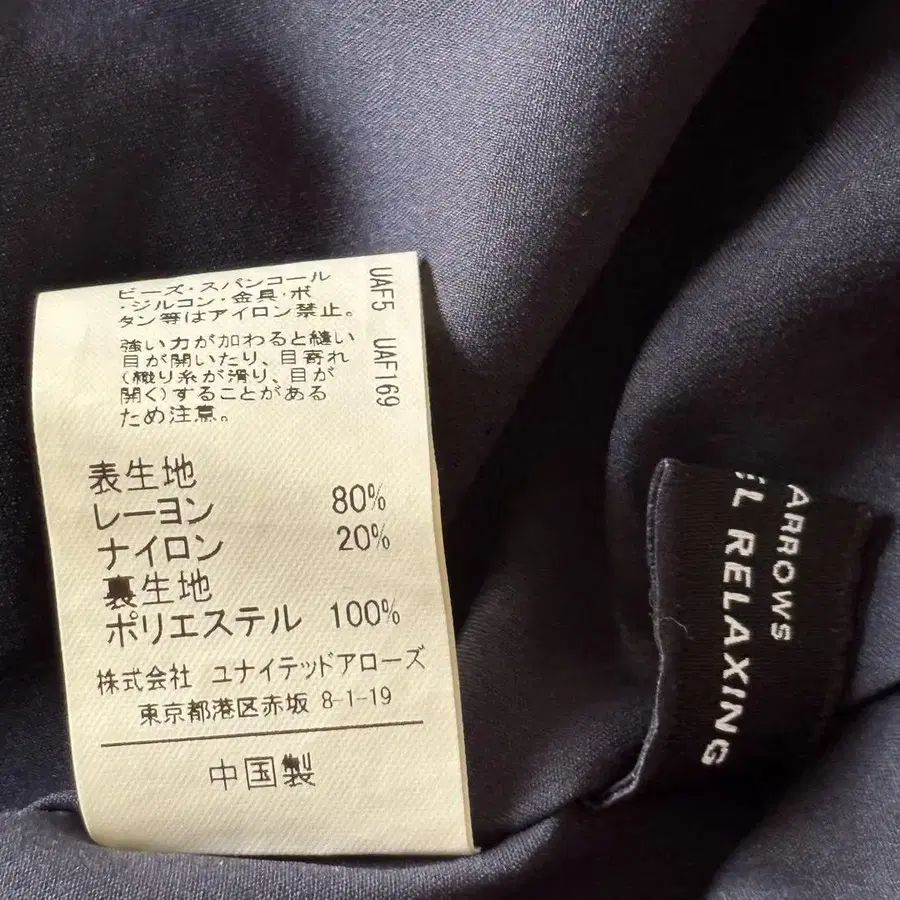 ビーズ・スパンコール
・ジルコン・金具・ボ
タン等はアイロン禁止。
強い力が加わると縫い
目が開いたり、目寄れ
(織り糸が滑り、目が
開く)することがある
ため注意。
UAF5 UAF169
表生地
レーヨン 80%
ナイロン 20%
裏生地
ポリエステル 100%
株式会社 ユナイテッドアローズ
東京都港区赤坂 8-1-19
中国製
ARROWS
EL RELAXING